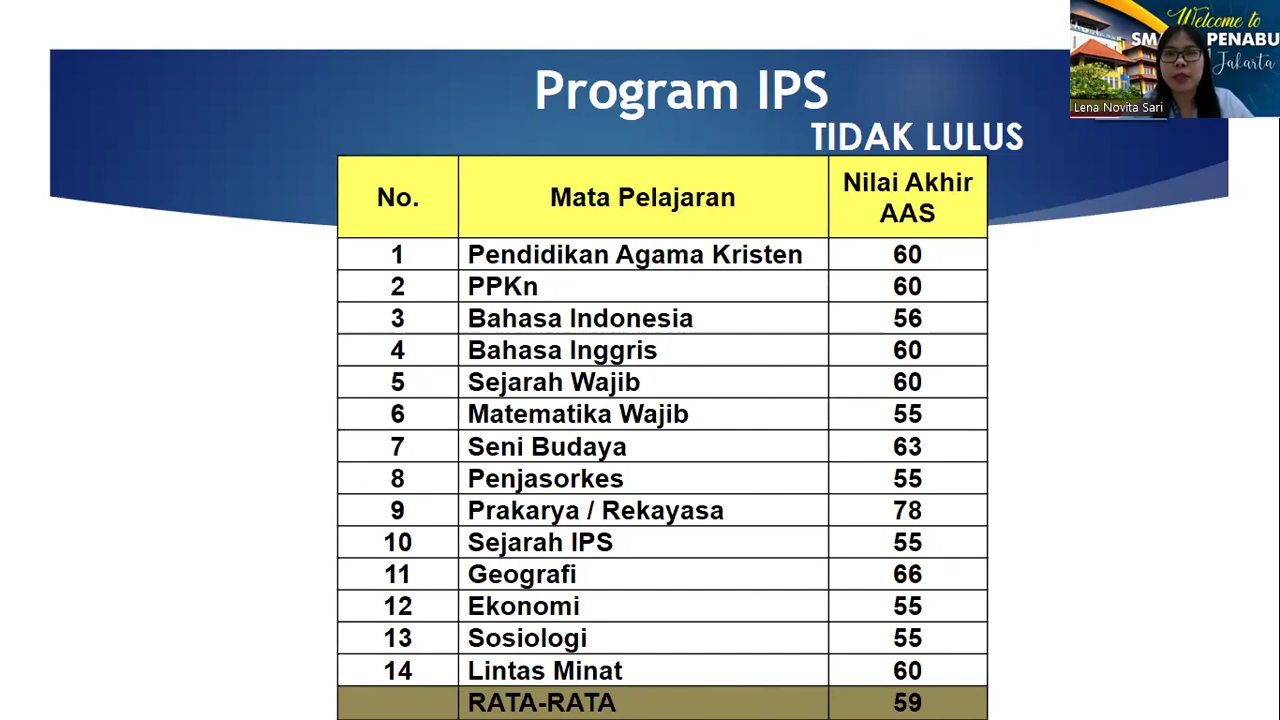 Welcome to
SM
PENABU
Jakarta
Lena Novita Sari
Program IPS
TIDAK LULUS
No. Mata Pelajaran Nilai Akhir AAS
1 Pendidikan Agama Kristen 60
2 PPKn 60
3 Bahasa Indonesia 56
4 Bahasa Inggris 60
5 Sejarah Wajib 60
6 Matematika Wajib 55
7 Seni Budaya 63
8 Penjasorkes 55
9 Prakarya / Rekayasa 78
10 Sejarah IPS 55
11 Geografi 66
12 Ekonomi 55
13 Sosiologi 55
14 Lintas Minat 60
RATA-RATA 59